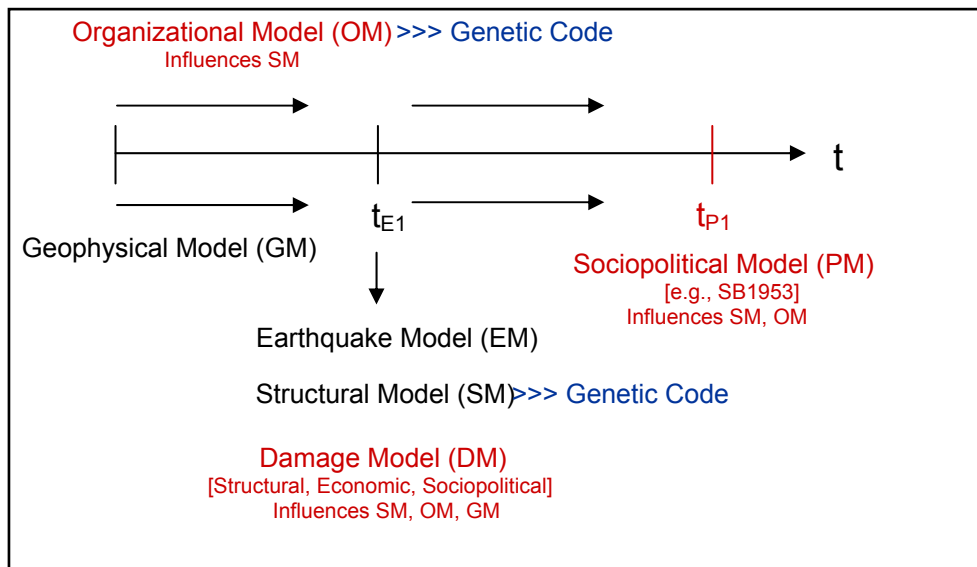 Organizational Model (OM) >>> Genetic Code
Influences SM
t
tE1
tP1
Geophysical Model (GM)
Sociopolitical Model (PM)
[e.g., SB1953]
Influences SM, OM
Earthquake Model (EM)
Structural Model (SM)>>> Genetic Code
Damage Model (DM)
[Structural, Economic, Sociopolitical]
Influences SM, OM, GM